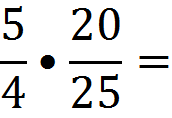 5/4 • 20/25 =